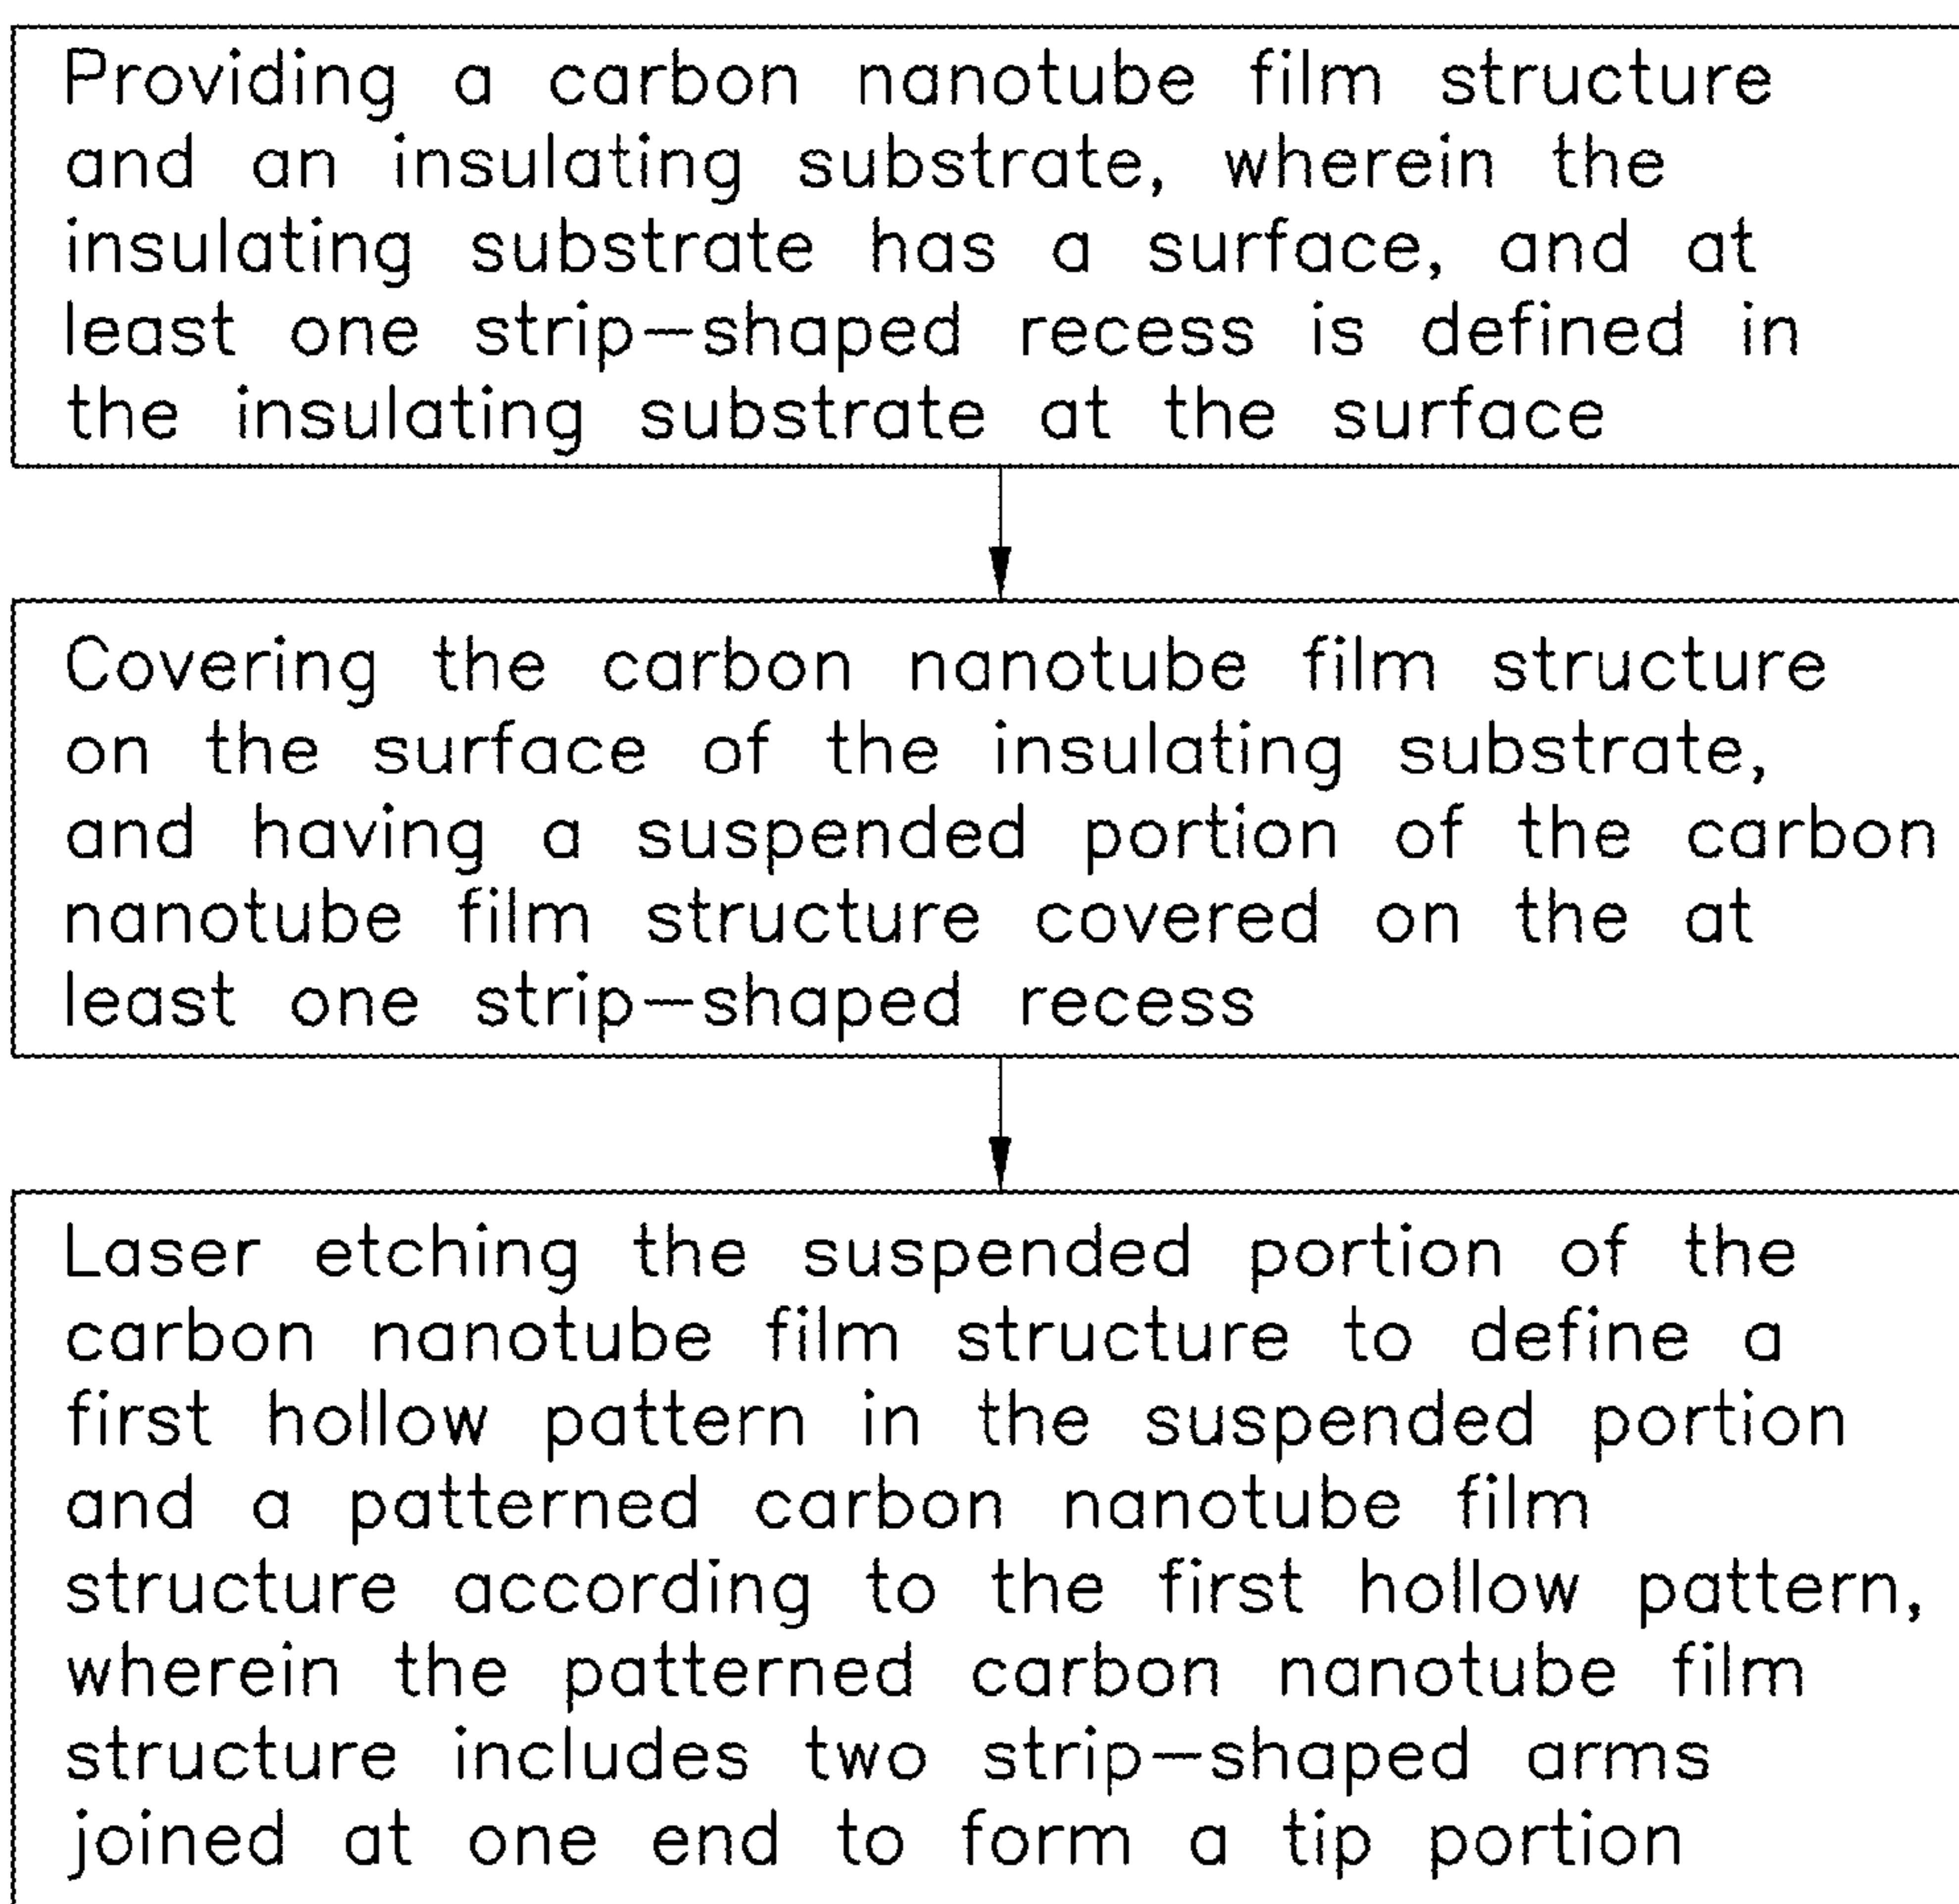 Providing a carbon nanotube film structure
and an insulating substrate, wherein the
insulating substrate has a surface, and at
least one strip-shaped recess is defined in
the insulating substrate at the surface
Covering the carbon nanotube film structure
on the surface of the insulating substrate,
and having a suspended portion of the carbon
nanotube film structure covered on the at
least one strip-shaped recess
Laser etching the suspended portion of the
carbon nanotube film structure to define a
first hollow pattern in the suspended portion
and a patterned carbon nanotube film
structure according to the first hollow pattern,
wherein the patterned carbon nanotube film
structure includes two strip-shaped arms
joined at one end to form a tip portion